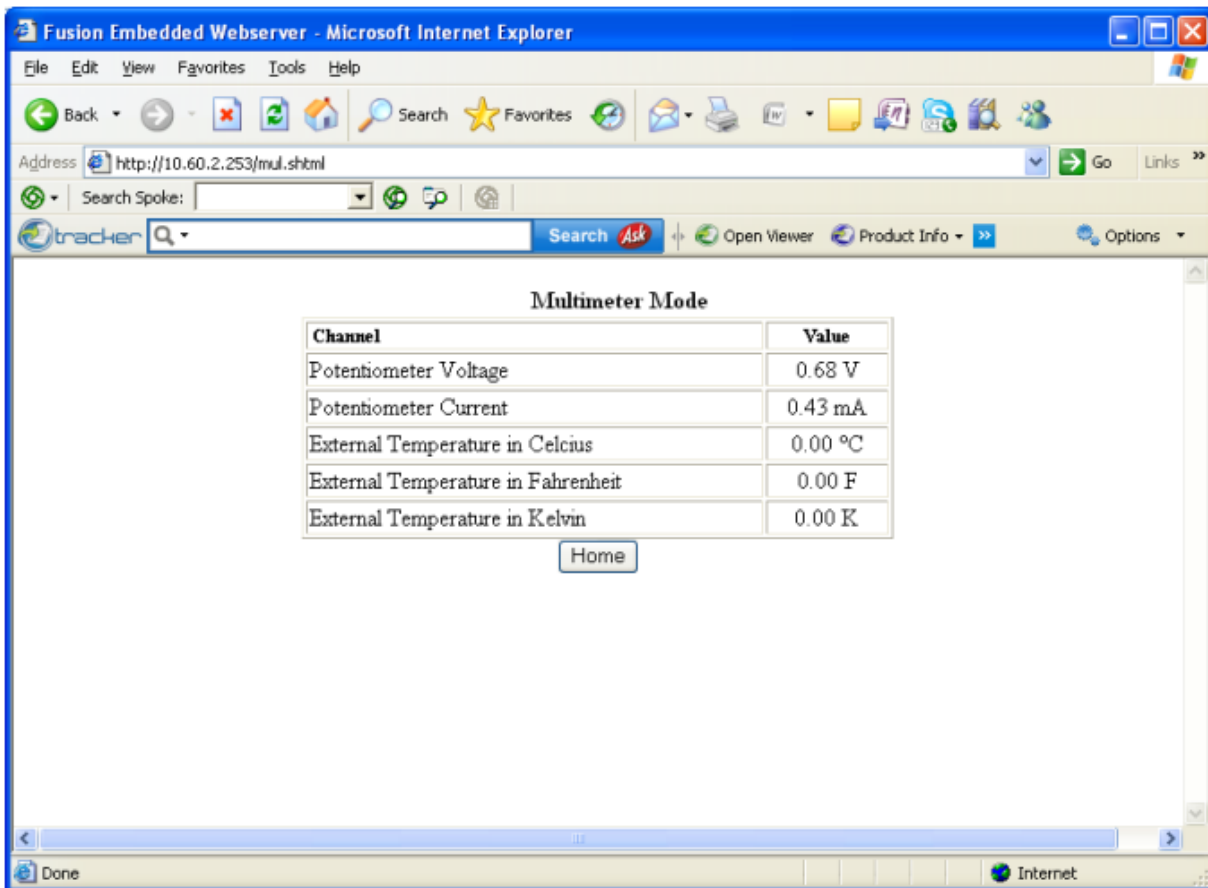 Fusion Embedded Webserver - Microsoft Internet Explorer
File Edit View Favorites Tools Help
Back Search Favorites
Address http://10.60.2.253/mul.shtml Go Links »
Search Spoke:
tracker Search Ask Open Viewer Product Info » Options
Multimeter Mode
Channel Value
Potentiometer Voltage 0.68 V
Potentiometer Current 0.43 mA
External Temperature in Celcius 0.00 °C
External Temperature in Fahrenheit 0.00 F
External Temperature in Kelvin 0.00 K
Home
Done Internet